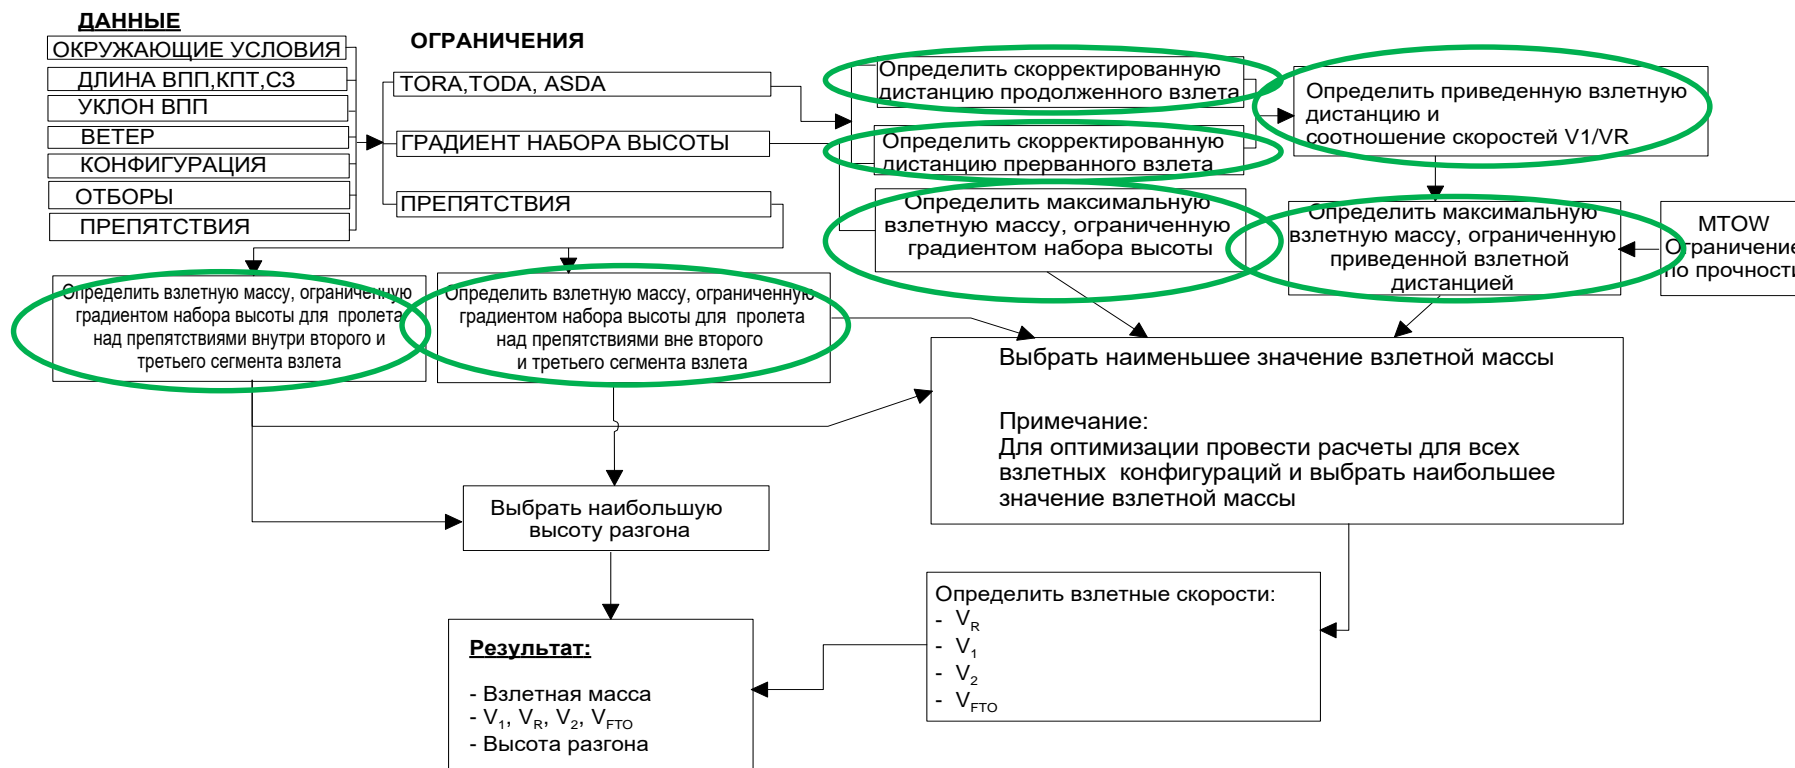 ДАННЫЕ
ОКРУЖАЮЩИЕ УСЛОВИЯ
ДЛИНА ВПП,КПТ,СЗ
УКЛОН ВПП
ВЕТЕР
КОНФИГУРАЦИЯ
ОТБОРЫ
ПРЕПЯТСТВИЯ
ОГРАНИЧЕНИЯ
TORA,TODA, ASDA
ГРАДИЕНТ НАБОРА ВЫСОТЫ
ПРЕПЯТСТВИЯ
Определить скорректированную
дистанцию продолженного взлета
Определить скорректированную
дистанцию прерванного взлета
Определить максимальную
взлетную массу, ограниченную
градиентом набора высоты
Определить приведенную взлетную
дистанцию и
соотношение скоростей V1/VR
Определить максимальную
взлетную массу, ограниченную
приведенной взлетной
дистанцией
MTOW
Ограничение
по прочности
Определить взлетную массу, ограниченную
градиентом набора высоты для пролета
над препятствиями внутри второго и
третьего сегмента взлета
Определить взлетную массу, ограниченную
градиентом набора высоты для пролета
над препятствиями вне второго
и третьего сегмента взлета
Выбрать наименьшее значение взлетной массы
Примечание:
Для оптимизации провести расчеты для всех
взлетных конфигураций и выбрать наибольшее
значение взлетной массы
Выбрать наибольшую
высоту разгона
Определить взлетные скорости:
- VR
- V1
- V2
- VFTO
Результат:
- Взлетная масса
- V1, VR, V2, VFTO
- Высота разгона